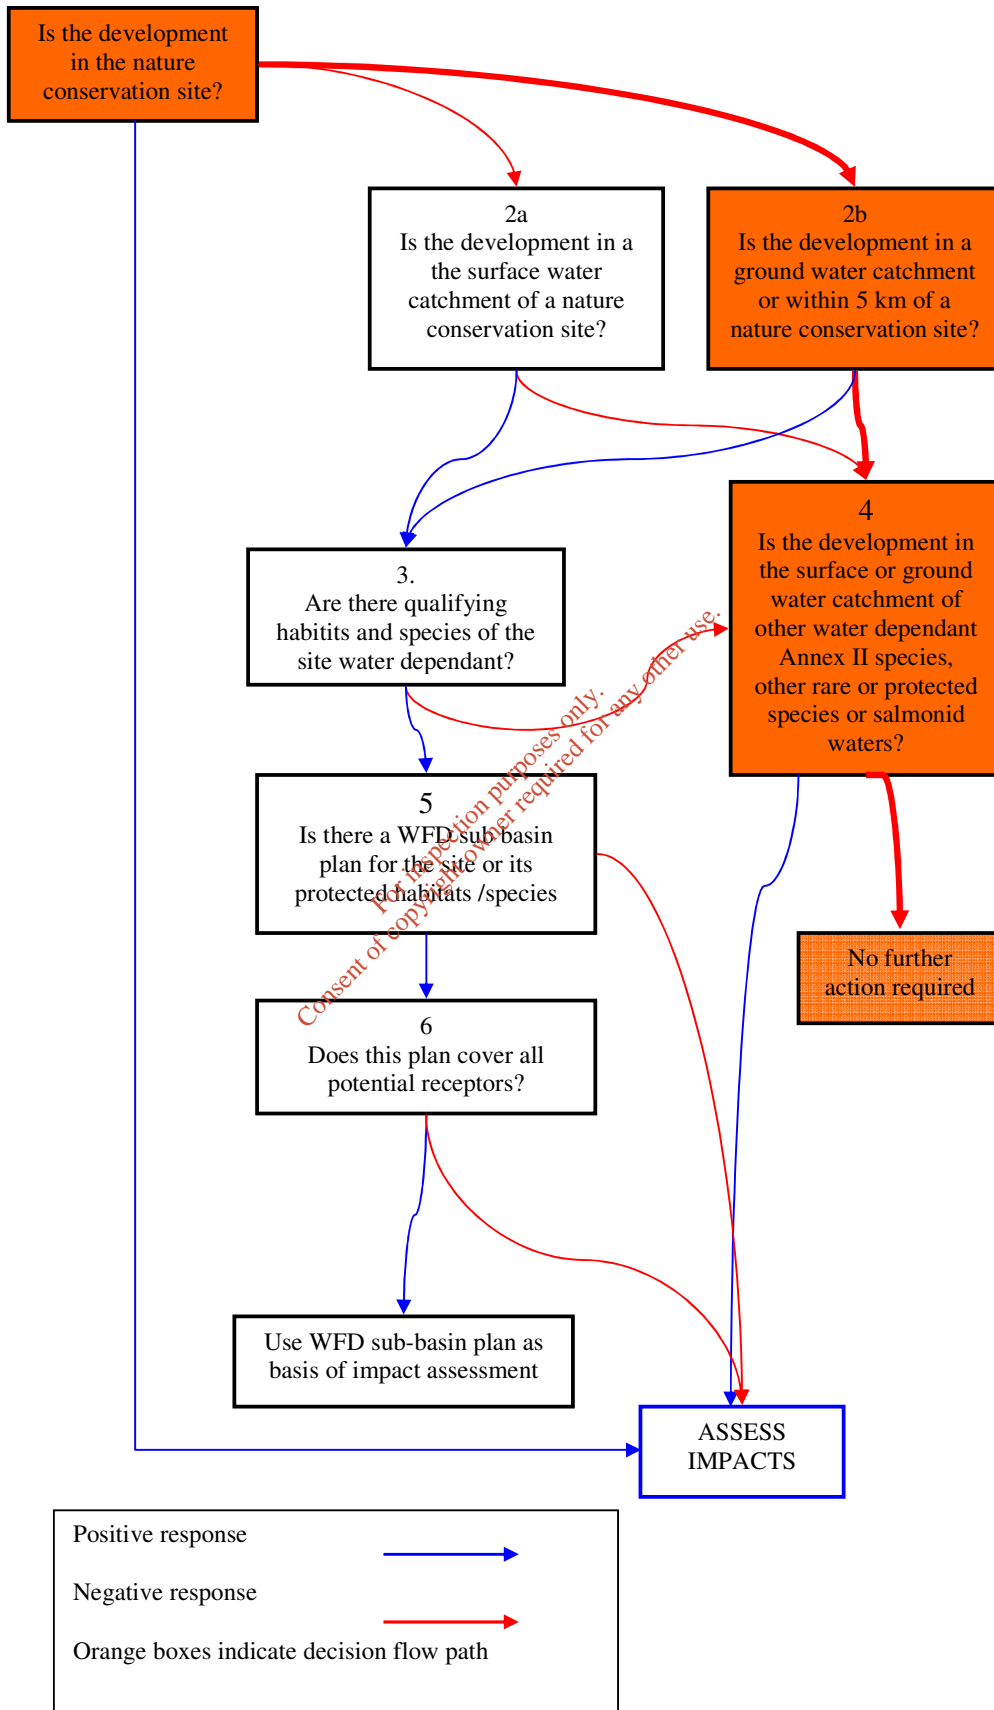 Is the development
in the nature
conservation site?
2a
Is the development in a
the surface water
catchment of a nature
conservation site?
2b
Is the development in a
ground water catchment
or within 5 km of a
nature conservation site?
3.
Are there qualifying
habitits and species of the
site water dependant?
4
Is the development in
the surface or ground
water catchment of
other water dependant
Annex II species,
other rare or protected
species or salmonid
waters?
5
Is there a WFD sub-basin
plan for the site or its
protected habitats /species
For inspection purposes only.
Consent of copyright owner required for any other use.
No further
action required
6
Does this plan cover all
potential receptors?
Use WFD sub-basin plan as
basis of impact assessment
ASSESS
IMPACTS
Positive response
Negative response
Orange boxes indicate decision flow path